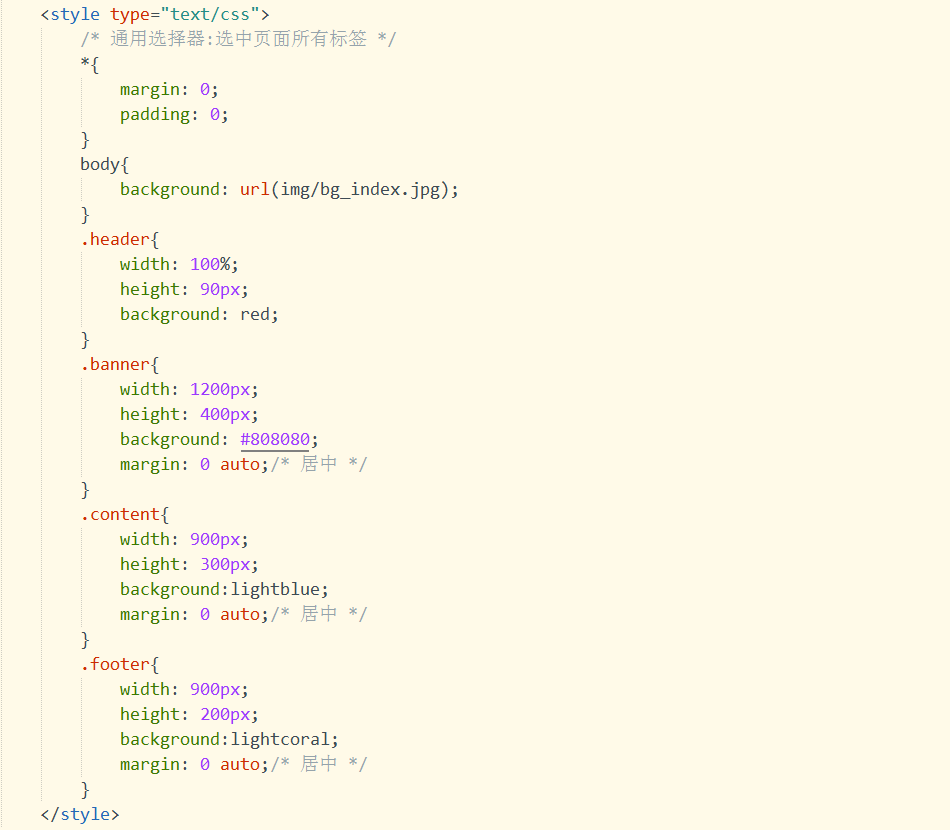 <style type="text/css">
/* 通用选择器:选中页面所有标签 */
*{
margin: 0;
padding: 0;
}
body{
background: url(img/bg_index.jpg);
}
.header{
width: 100%;
height: 90px;
background: red;
}
.banner{
width: 1200px;
height: 400px;
background: #808080;
margin: 0 auto;/* 居中 */
}
.content{
width: 900px;
height: 300px;
background:lightblue;
margin: 0 auto;/* 居中 */
}
.footer{
width: 900px;
height: 200px;
background:lightcoral;
margin: 0 auto;/* 居中 */
}
</style>